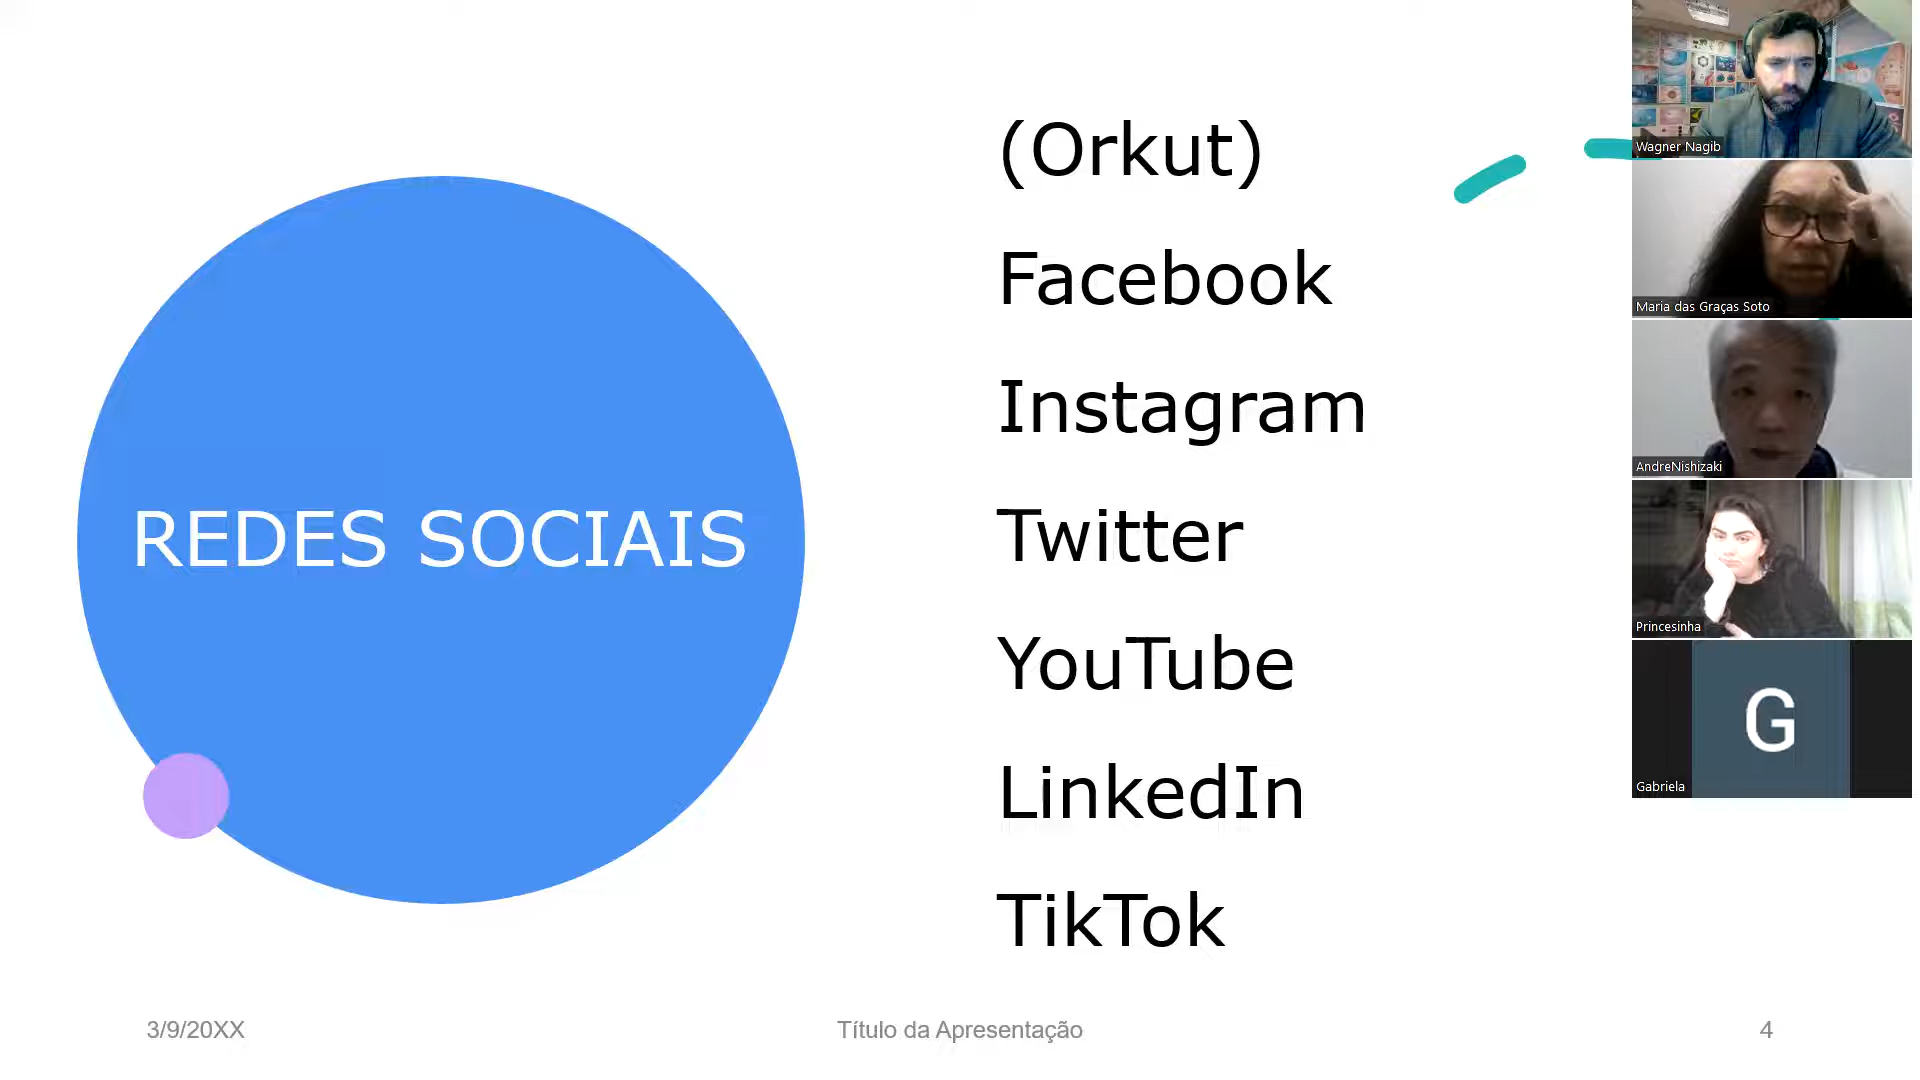 REDES SOCIAIS
(Orkut)
Facebook
Instagram
Twitter
YouTube
LinkedIn
TikTok
3/9/20XX
Título da Apresentação
4
Wagner Nagib
Maria das Graças Soto
AndreNishizaki
Princesinha
G
Gabriela